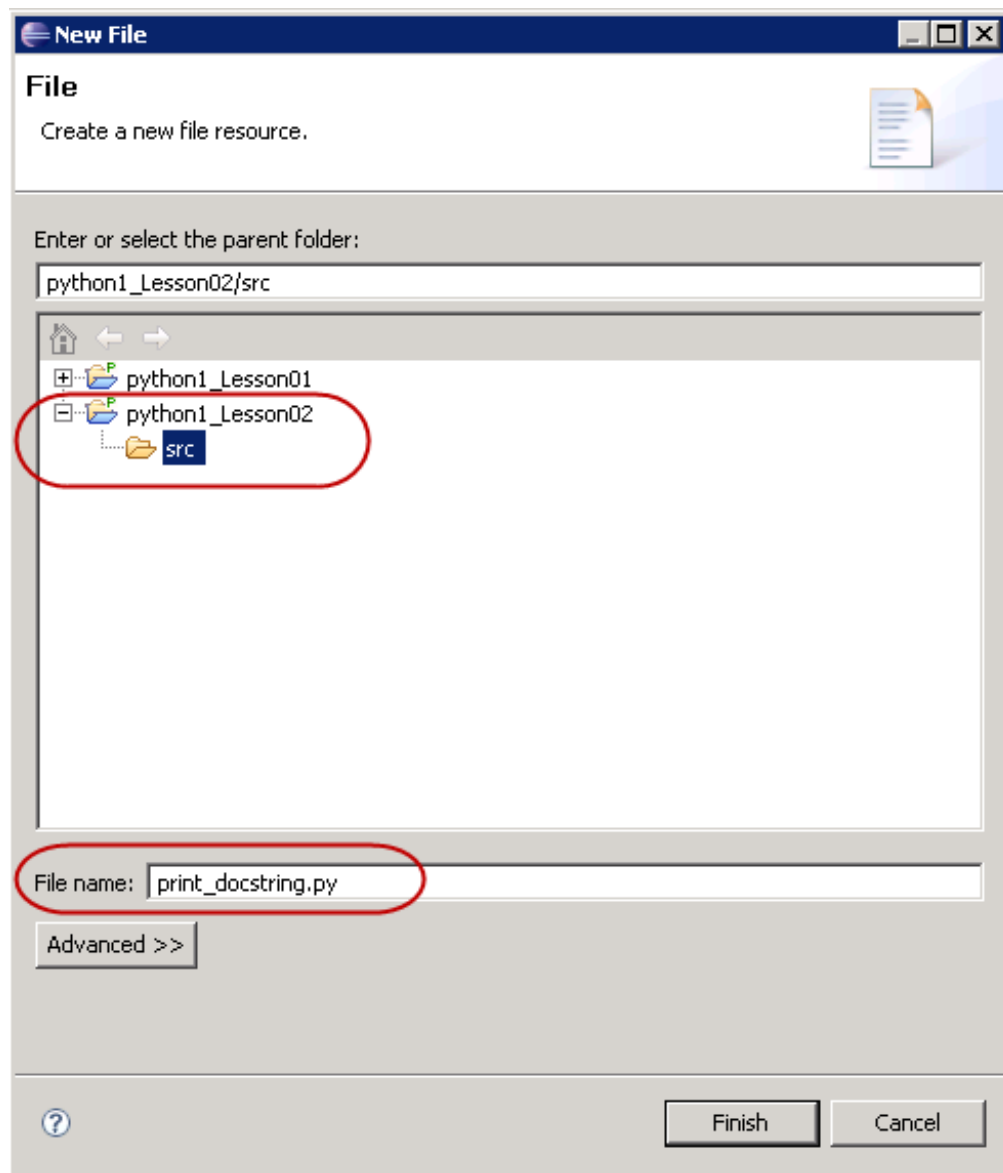 New File
File
Create a new file resource.
Enter or select the parent folder:
python1_Lesson02/src
python1_Lesson01
python1_Lesson02
src
File name: print_docstring.py
Advanced >>
Finish Cancel